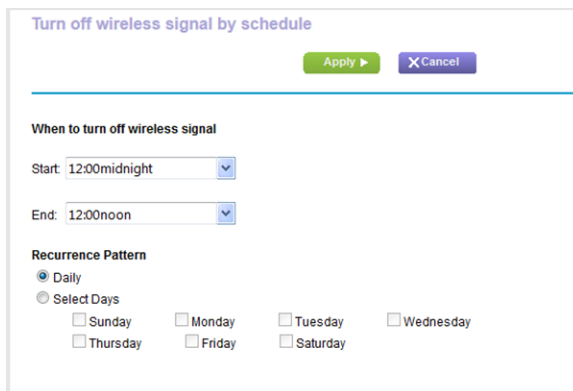 Turn off wireless signal by schedule
Apply ▶ X Cancel
When to turn off wireless signal
Start: 12:00midnight
End: 12:00noon
Recurrence Pattern
Daily
Select Days
Sunday Monday Tuesday Wednesday
Thursday Friday Saturday